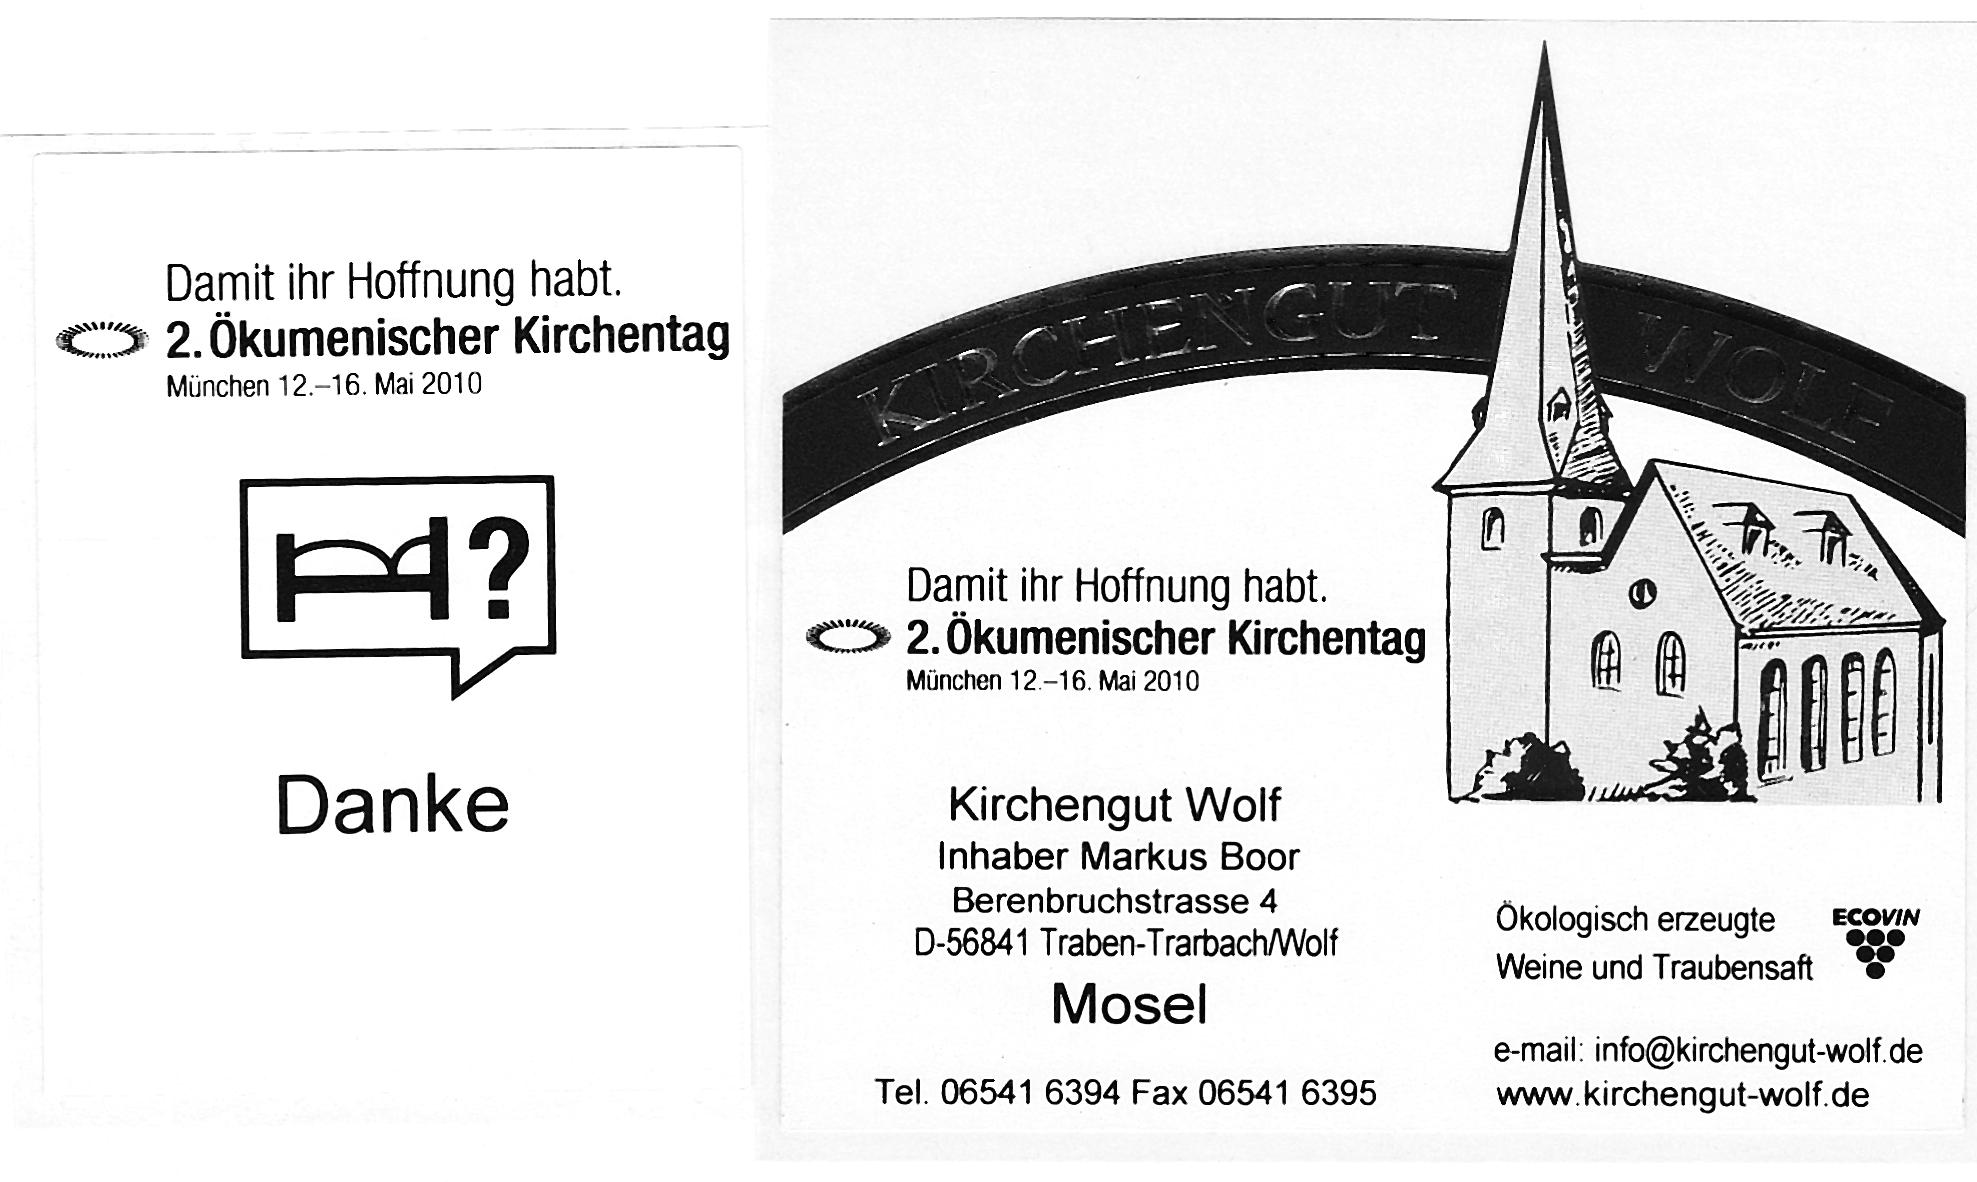 Damit ihr Hoffnung habt.
2. Ökumenischer Kirchentag
München 12.–16. Mai 2010
?
Danke
KIRCHENGUT WOLF
Damit ihr Hoffnung habt.
2. Ökumenischer Kirchentag
München 12.–16. Mai 2010
Kirchengut Wolf
Inhaber Markus Boor
Berenbruchstrasse 4
D-56841 Traben-Trarbach/Wolf
Mosel
Tel. 06541 6394 Fax 06541 6395
Ökologisch erzeugte
Weine und Traubensaft
ECOVIN
e-mail: info@kirchengut-wolf.de
www.kirchengut-wolf.de